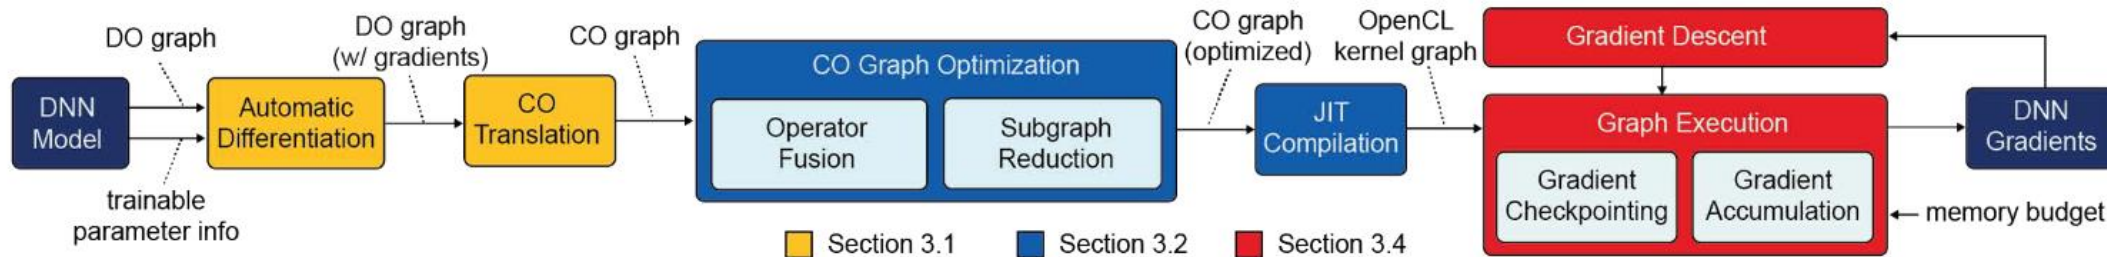 DNN
Model
DO graph
trainable
parameter info
Automatic
Differentiation
DO graph
(w/ gradients)
CO
Translation
CO graph
CO Graph Optimization
Operator
Fusion
Subgraph
Reduction
CO graph
(optimized)
JIT
Compilation
OpenCL
kernel graph
Gradient Descent
Graph Execution
Gradient
Checkpointing
Gradient
Accumulation
DNN
Gradients
memory budget
Section 3.1
Section 3.2
Section 3.4